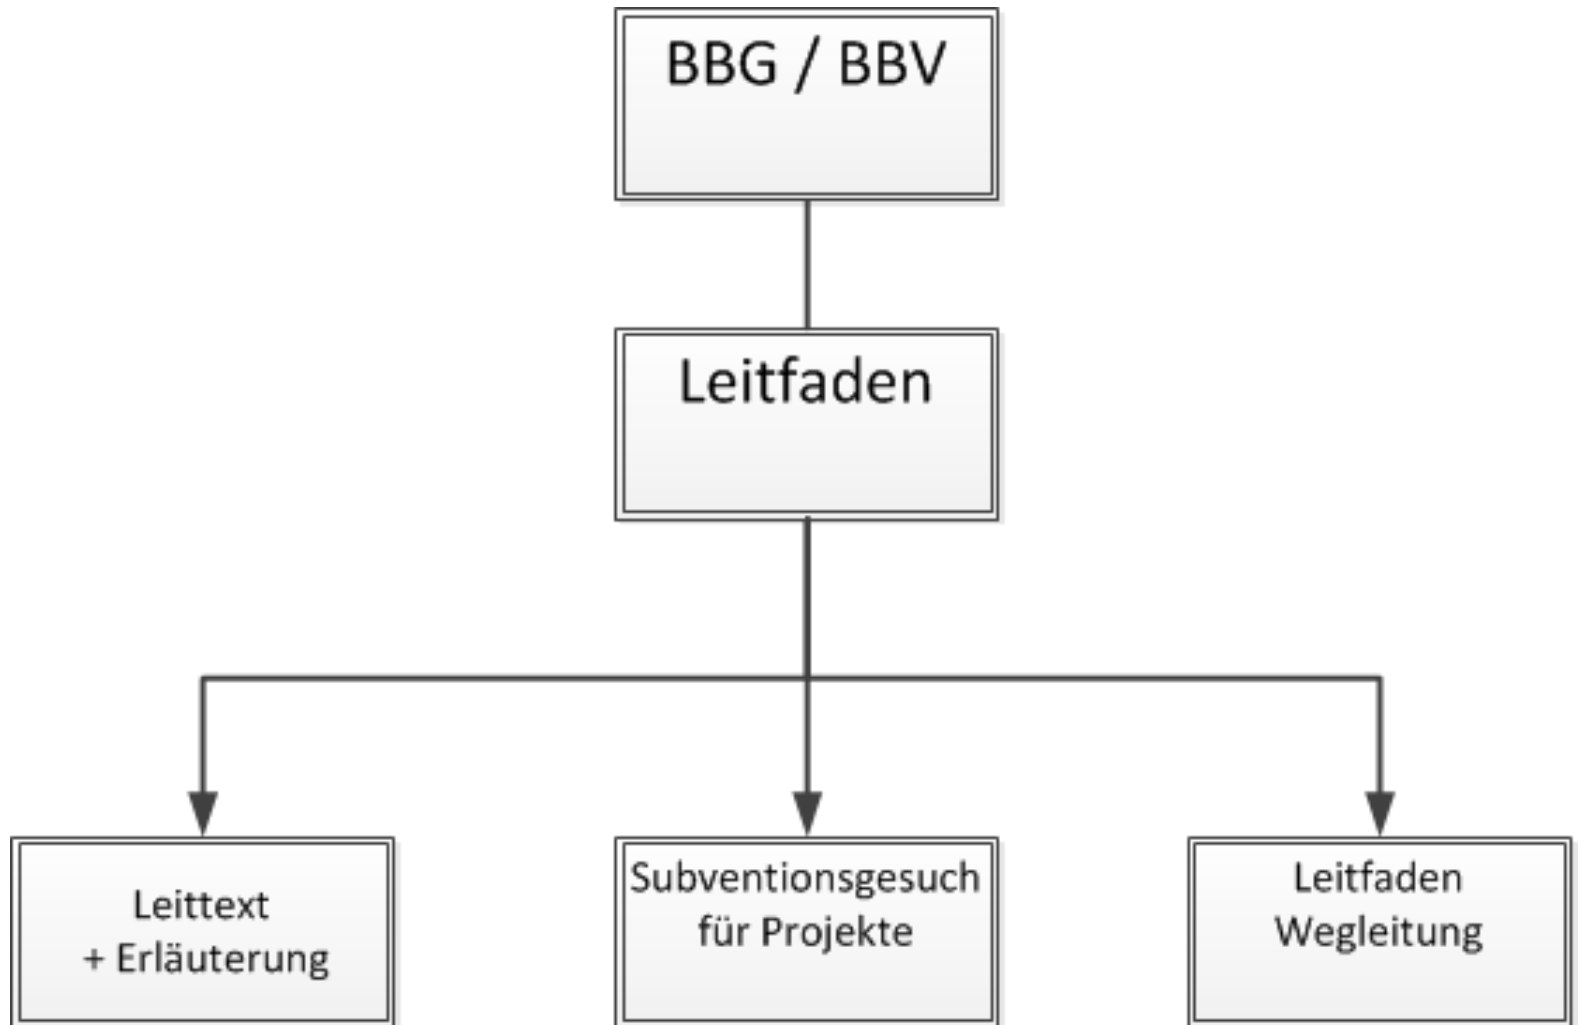 BBG / BBV
Leitfaden
Leittext
+ Erläuterung
Subventionsgesuch
für Projekte
Leitfaden
Wegleitung